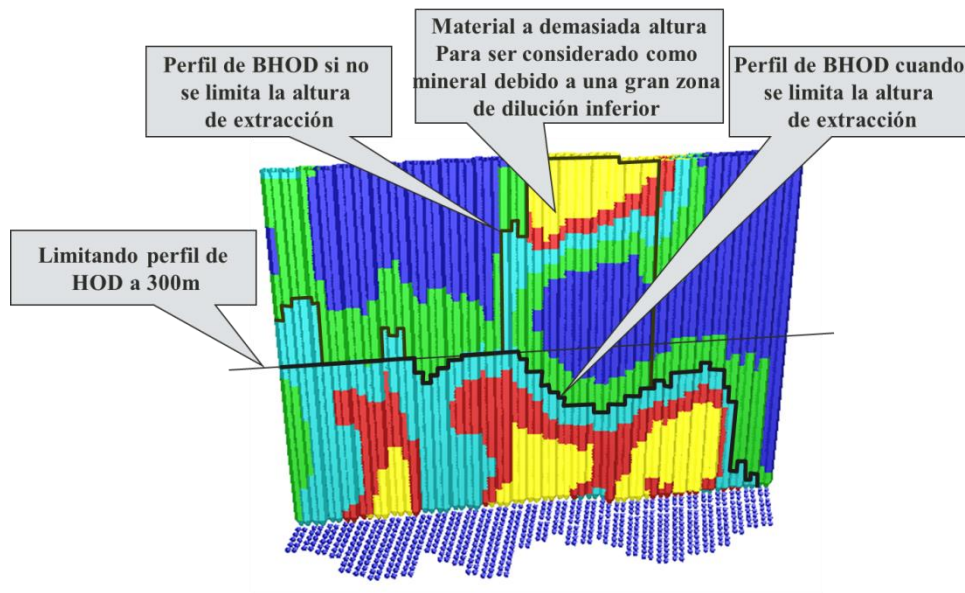 Perfil de BHOD si no
se limita la altura
de extracción
Material a demasiada altura
Para ser considerado como
mineral debido a una gran zona
de dilución inferior
Perfil de BHOD cuando
se limita la altura
de extracción
Limitando perfil de
HOD a 300m